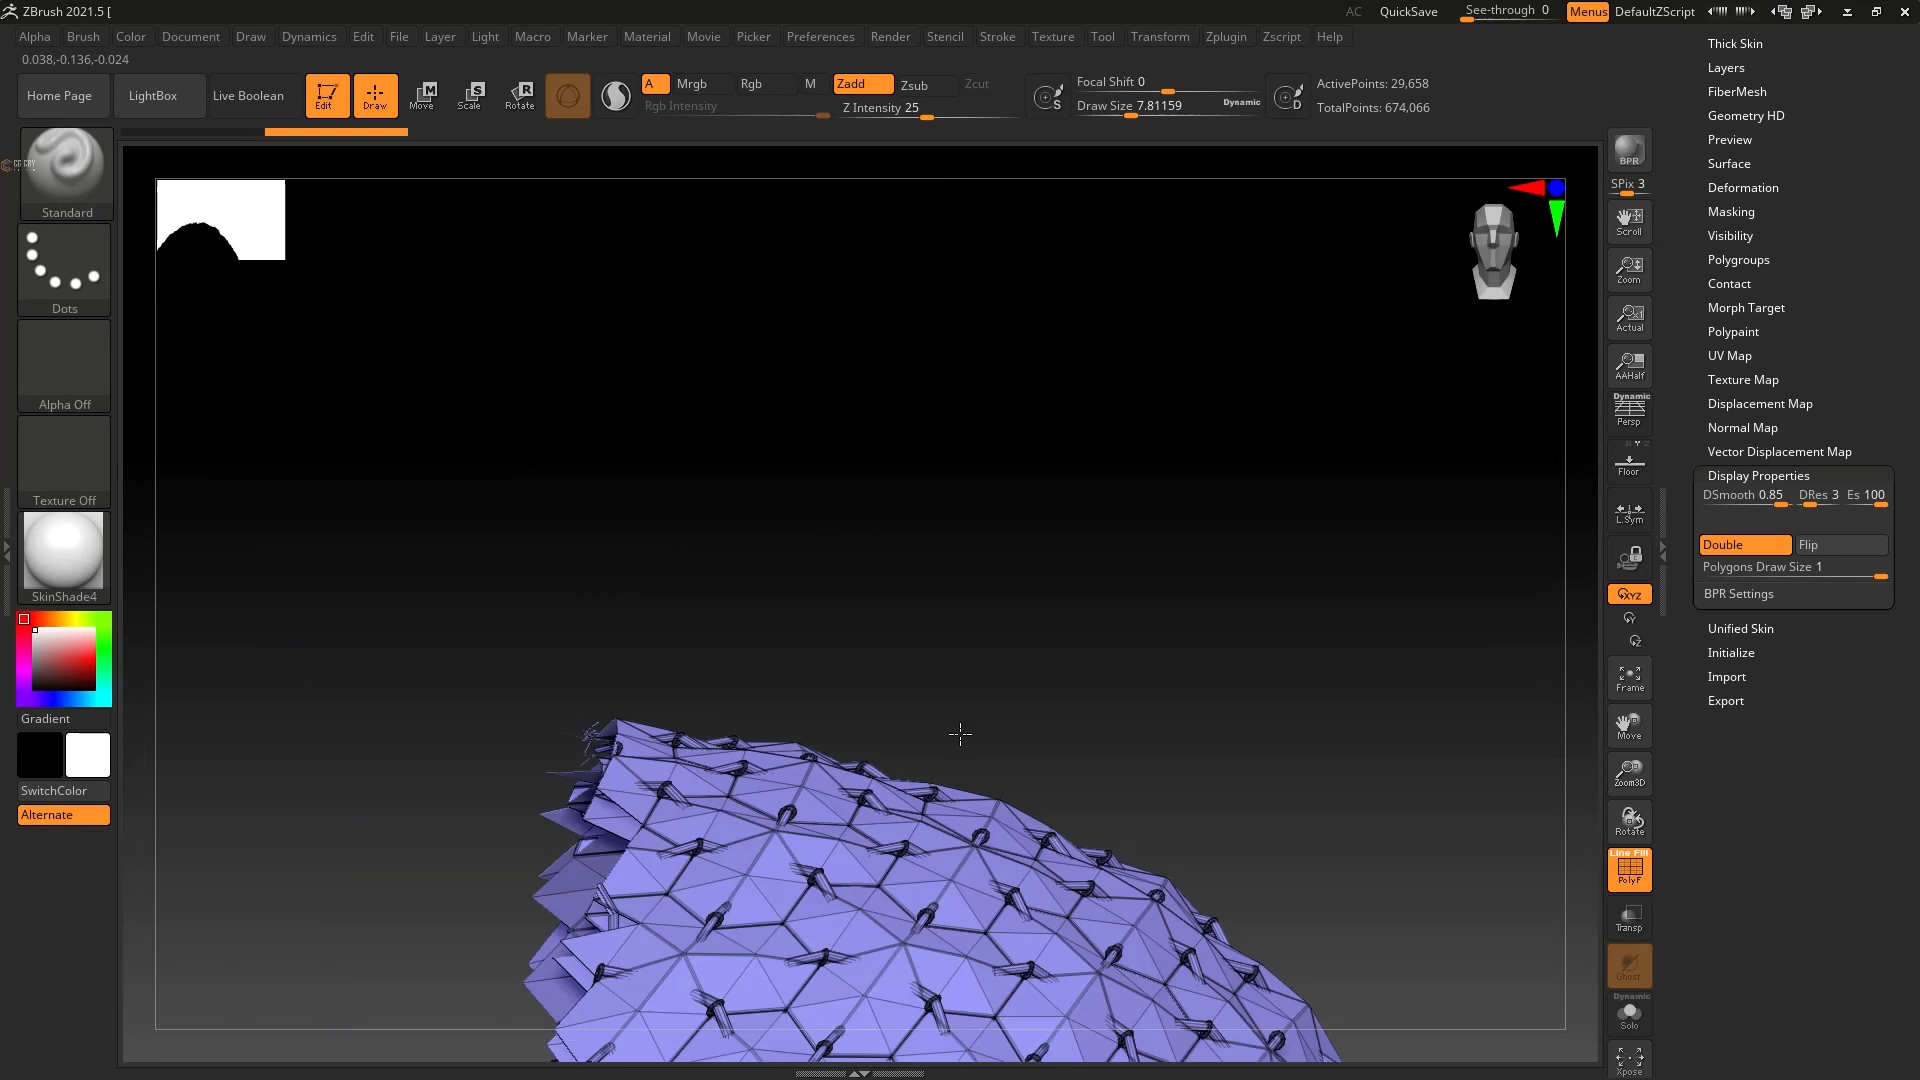 ZBrush 2021.5 [
AC QuickSave See-through 0 Menus DefaultZScript
Alpha Brush Color Document Draw Dynamics Edit File Layer Light Macro Marker Material Movie Picker Preferences Render Stencil Stroke Texture Tool Transform Zplugin Zscript Help
0.038,-0.136,-0.024
Home Page LightBox Live Boolean Edit Draw Move Scale Rotate
A Mrgb Rgb M Zadd Zsub Zcut
Rgb Intensity Z Intensity 25
Focal Shift 0
Draw Size 7.81159 Dynamic
ActivePoints: 29,658
TotalPoints: 674,066
Standard
Dots
Alpha Off
Texture Off
SkinShade4
Gradient
SwitchColor
Alternate
BPR
SPix 3
Scroll
Zoom
Actual
AAHalf
Dynamic
Persp
Floor
L.Sym
XYZ
Y
Z
Frame
Move
Zoom3D
Rotate
Line Fill
PolyF
Transp
Ghost
Dynamic
Solo
Xpose
Thick Skin
Layers
FiberMesh
Geometry HD
Preview
Surface
Deformation
Masking
Visibility
Polygroups
Contact
Morph Target
Polypaint
UV Map
Texture Map
Displacement Map
Normal Map
Vector Displacement Map
Display Properties
DSmooth 0.85 DRes 3 Es 100
Double Flip
Polygons Draw Size 1
BPR Settings
Unified Skin
Initialize
Import
Export